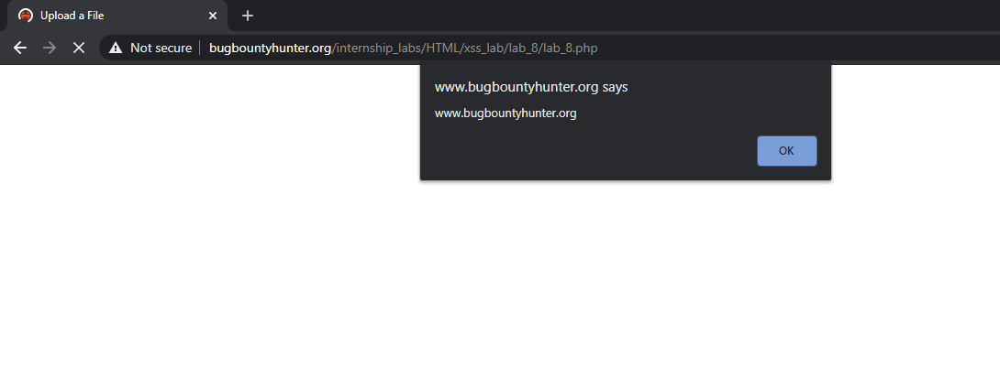 Upload a File
Not secure bugbountyhunter.org/internship_labs/HTML/xss_lab/lab_8/lab_8.php
www.bugbountyhunter.org says
www.bugbountyhunter.org
OK